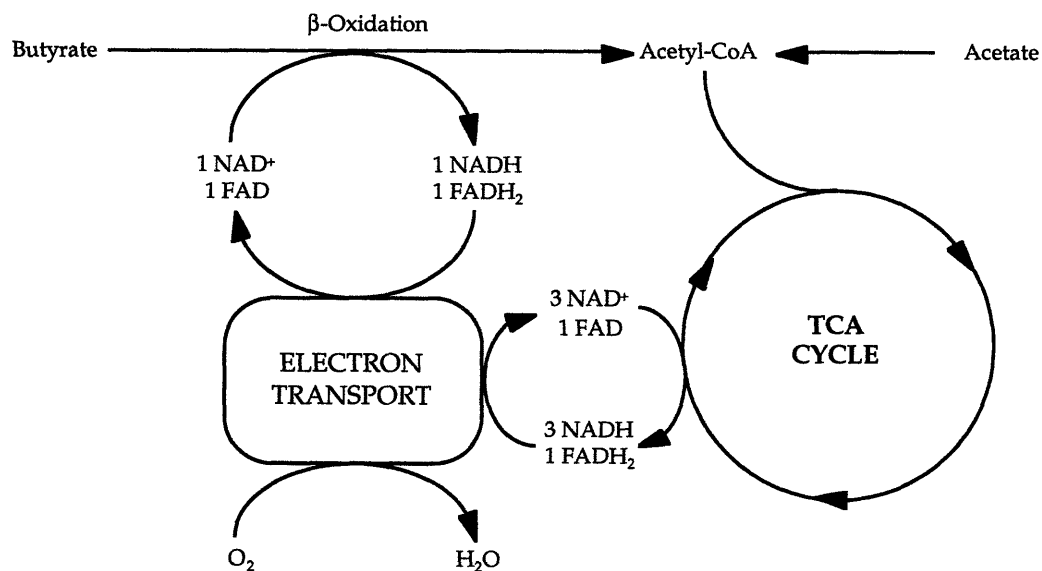 β-Oxidation
Butyrate
Acetyl-CoA
Acetate
1 NAD⁺
1 FAD
1 NADH
1 FADH₂
3 NAD⁺
1 FAD
TCA
CYCLE
ELECTRON
TRANSPORT
3 NADH
1 FADH₂
O₂
H₂O